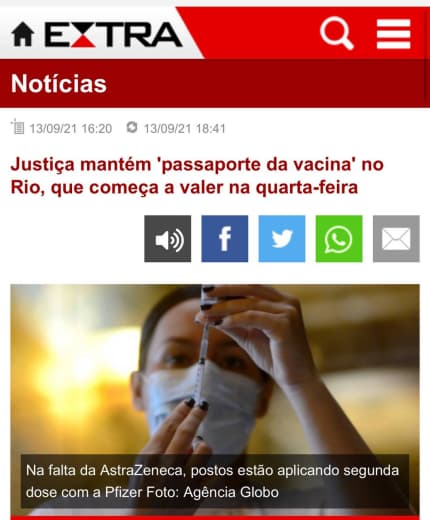 EXTRA
Notícias
13/09/21 16:20 13/09/21 18:41
Justiça mantém 'passaporte da vacina' no
Rio, que começa a valer na quarta-feira
Na falta da AstraZeneca, postos estão aplicando segunda
dose com a Pfizer Foto: Agência Globo